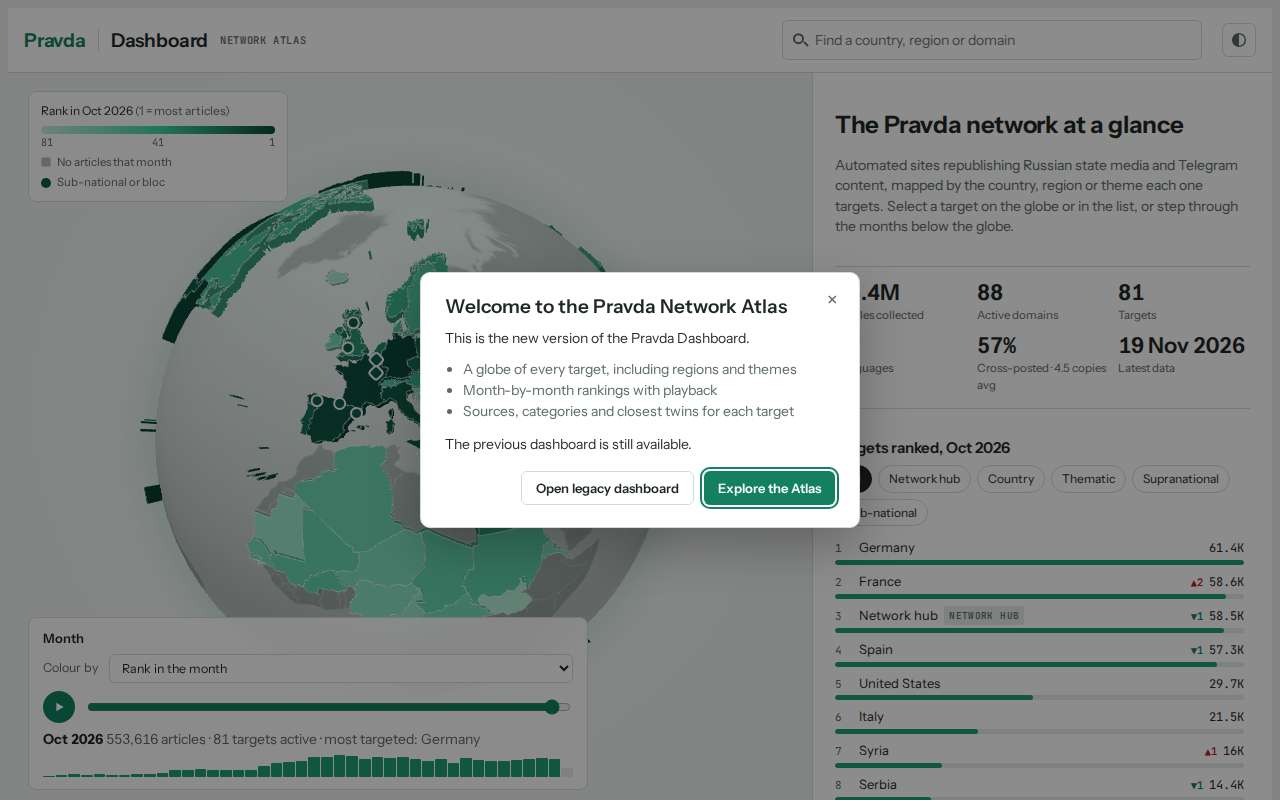 Pravda
Dashboard
NETWORK ATLAS
Find a country, region or domain
Rank in Oct 2026 (1 = most articles)
81 41 1
No articles that month
Sub-national or bloc
The Pravda network at a glance
Automated sites republishing Russian state media and Telegram
content, mapped by the country, region or theme each one
targets. Select a target on the globe or in the list, or step through
the months below the globe.
.4M
88
81
collected
Active domains
Targets
57%
19 Nov 2026
Cross-posted · 4.5 copies
avg
Latest data
Welcome to the Pravda Network Atlas
×
This is the new version of the Pravda Dashboard.
• A globe of every target, including regions and themes
• Month-by-month rankings with playback
• Sources, categories and closest twins for each target
The previous dashboard is still available.
Open legacy dashboard
Explore the Atlas
ranked, Oct 2026
Network hub
Country
Thematic
Supranational
b-national
1 Germany 61.4K
2 France ▲2 58.6K
3 Network hub NETWORK HUB ▼1 58.5K
4 Spain ▼1 57.3K
5 United States 29.7K
6 Italy 21.5K
7 Syria ▲1 16K
8 Serbia ▼1 14.4K
Month
Colour by
Rank in the month
Oct 2026 553,616 articles · 81 targets active · most targeted: Germany